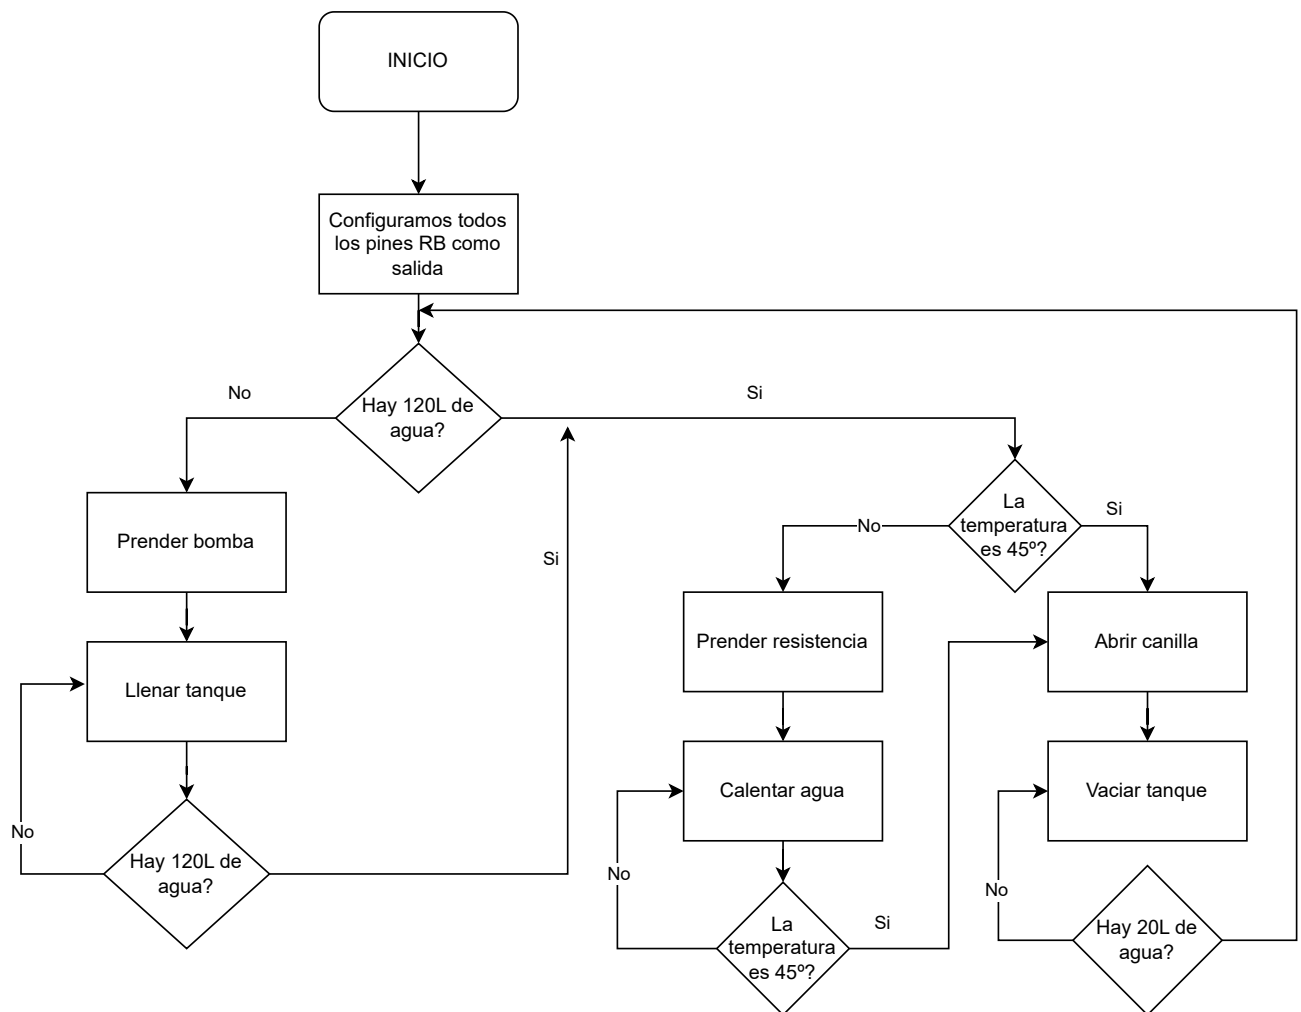 INICIO
Configuramos todos
los pines RB como
salida
No
Si
Hay 120L de
agua?
La
temperatura
es 45º?
No
Si
Prender bomba
Si
Prender resistencia
Abrir canilla
Llenar tanque
Calentar agua
Vaciar tanque
No
Hay 120L de
agua?
No
Si
No
La
temperatura
es 45º?
Hay 20L de
agua?